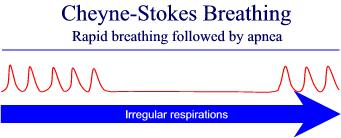 Cheyne-Stokes Breathing
Rapid breathing followed by apnea
Irregular respirations